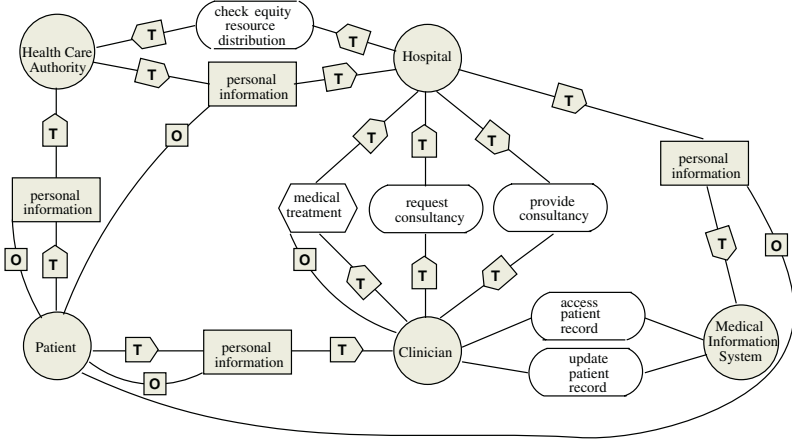 check equity
resource
distribution
T
T
Health Care
Authority
Hospital
T
personal
information
T
T
T
O
T
T
T
personal
information
personal
information
medical
treatment
request
consultancy
provide
consultancy
O
T
O
T
T
T
T
O
access
patient
record
Patient
T
personal
information
T
Clinician
Medical
Information
System
update
patient
record
O